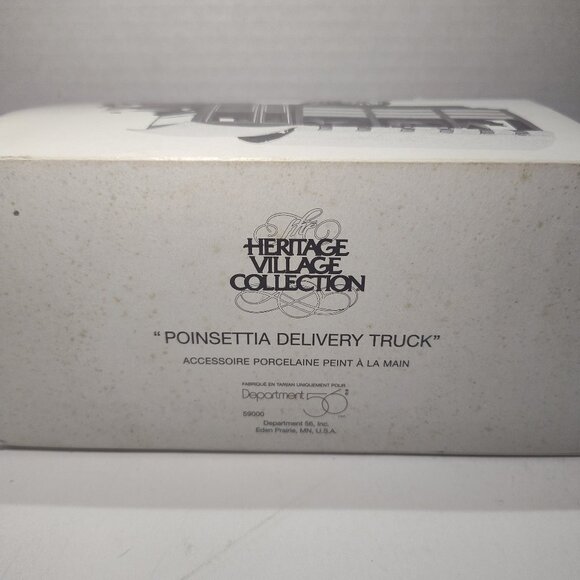 The
HERITAGE
VILLAGE
COLLECTION
“POINSETTIA DELIVERY TRUCK”
ACCESSOIRE PORCELAINE PEINT À LA MAIN
FABRIQUÉ EN TAIWAN UNIQUEMENT POUR
Department 56
59000
Department 56, Inc.
Eden Prairie, MN, U.S.A.